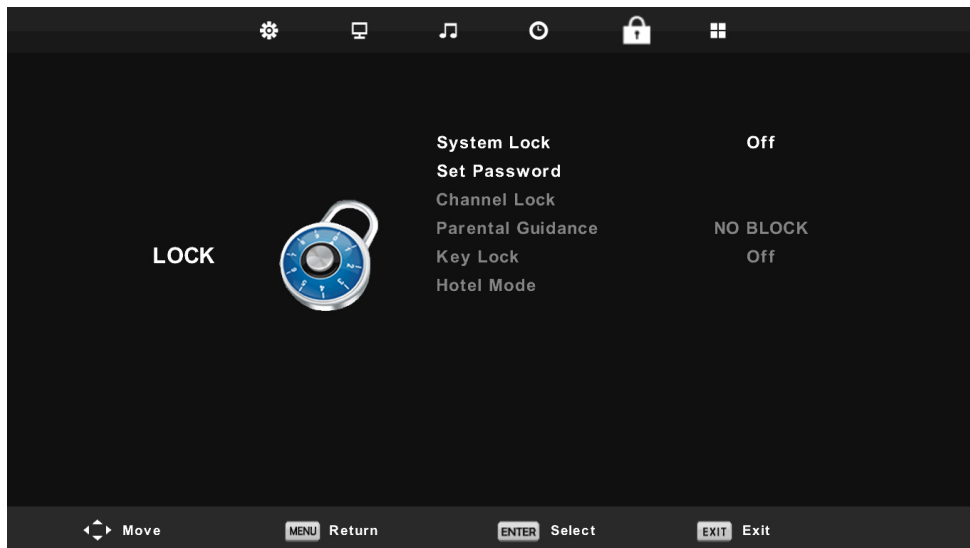 System Lock Off
Set Password
Channel Lock
Parental Guidance NO BLOCK
LOCK
Key Lock Off
Hotel Mode
Move MENU Return ENTER Select EXIT Exit